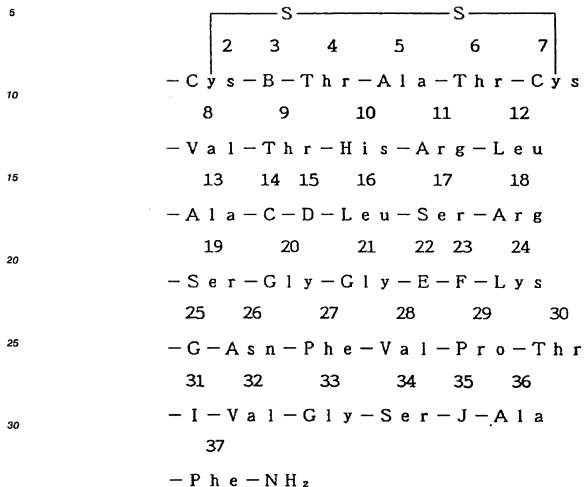 5 S S
2 3 4 5 6 7
-Cys-B-Thr-Ala-Thr-Cys
10
8 9 10 11 12
-Val-Thr-His-Arg-Leu
15
13 14 15 16 17 18
-Ala-C-D-Leu-Ser-Arg
19 20 21 22 23 24
20
-Ser-Gly-Gly-E-F-Lys
25 26 27 28 29 30
25
-G-Asn-Phe-Val-Pro-Thr
31 32 33 34 35 36
30
-I-Val-Gly-Ser-J-Ala
37
-Phe-NH₂